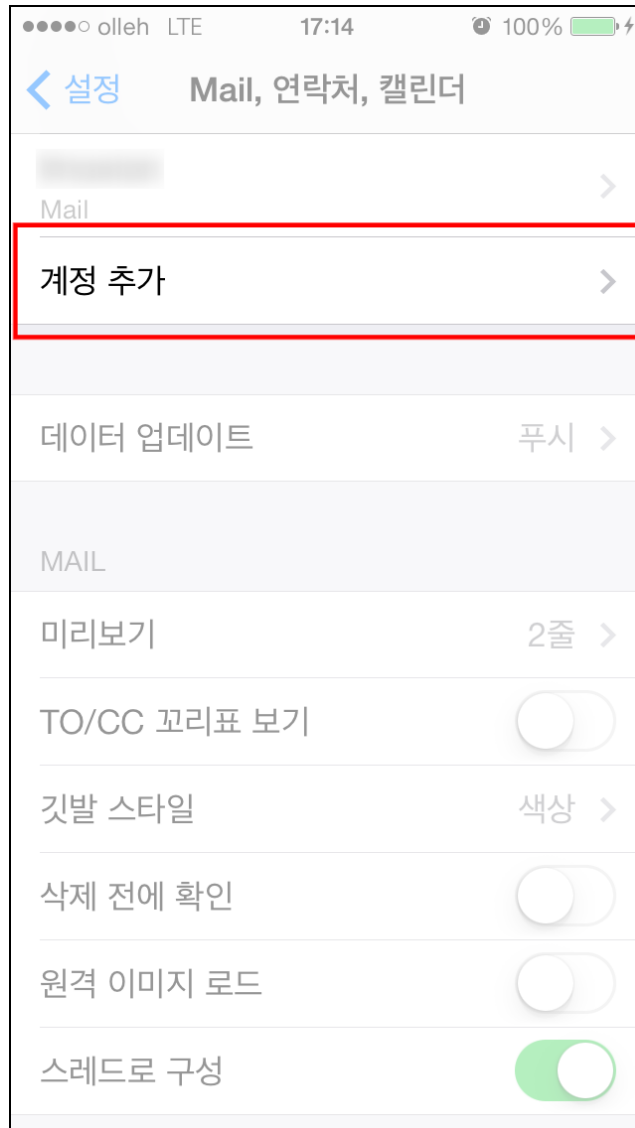 olleh LTE 17:14 100%
설정 Mail, 연락처, 캘린더
Mail
계정 추가
데이터 업데이트 푸시
MAIL
미리보기 2줄
TO/CC 꼬리표 보기
깃발 스타일 색상
삭제 전에 확인
원격 이미지 로드
스레드로 구성